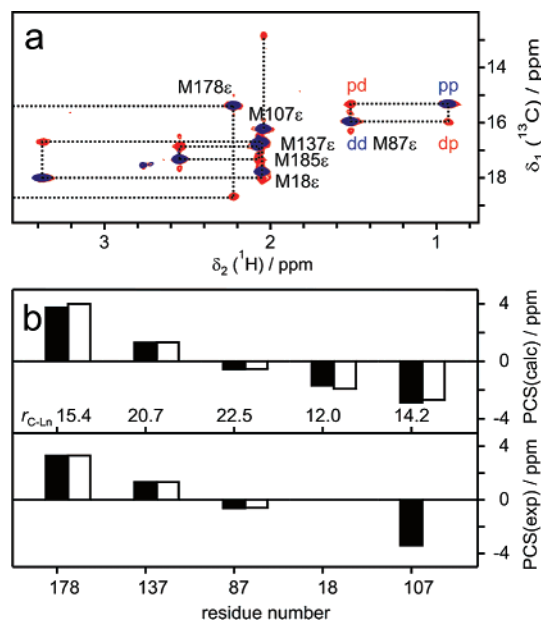 a
M178ε
M107ε
M137ε
M185ε
M18ε
pd
pp
dd
M87ε
dp
14
16
18
δ1 (13C) / ppm
3
2
1
δ2 (1H) / ppm
b
4
0
-4
PCS(calc) / ppm
rC-Ln
15.4
20.7
22.5
12.0
14.2
4
0
-4
PCS(exp) / ppm
178
137
87
18
107
residue number